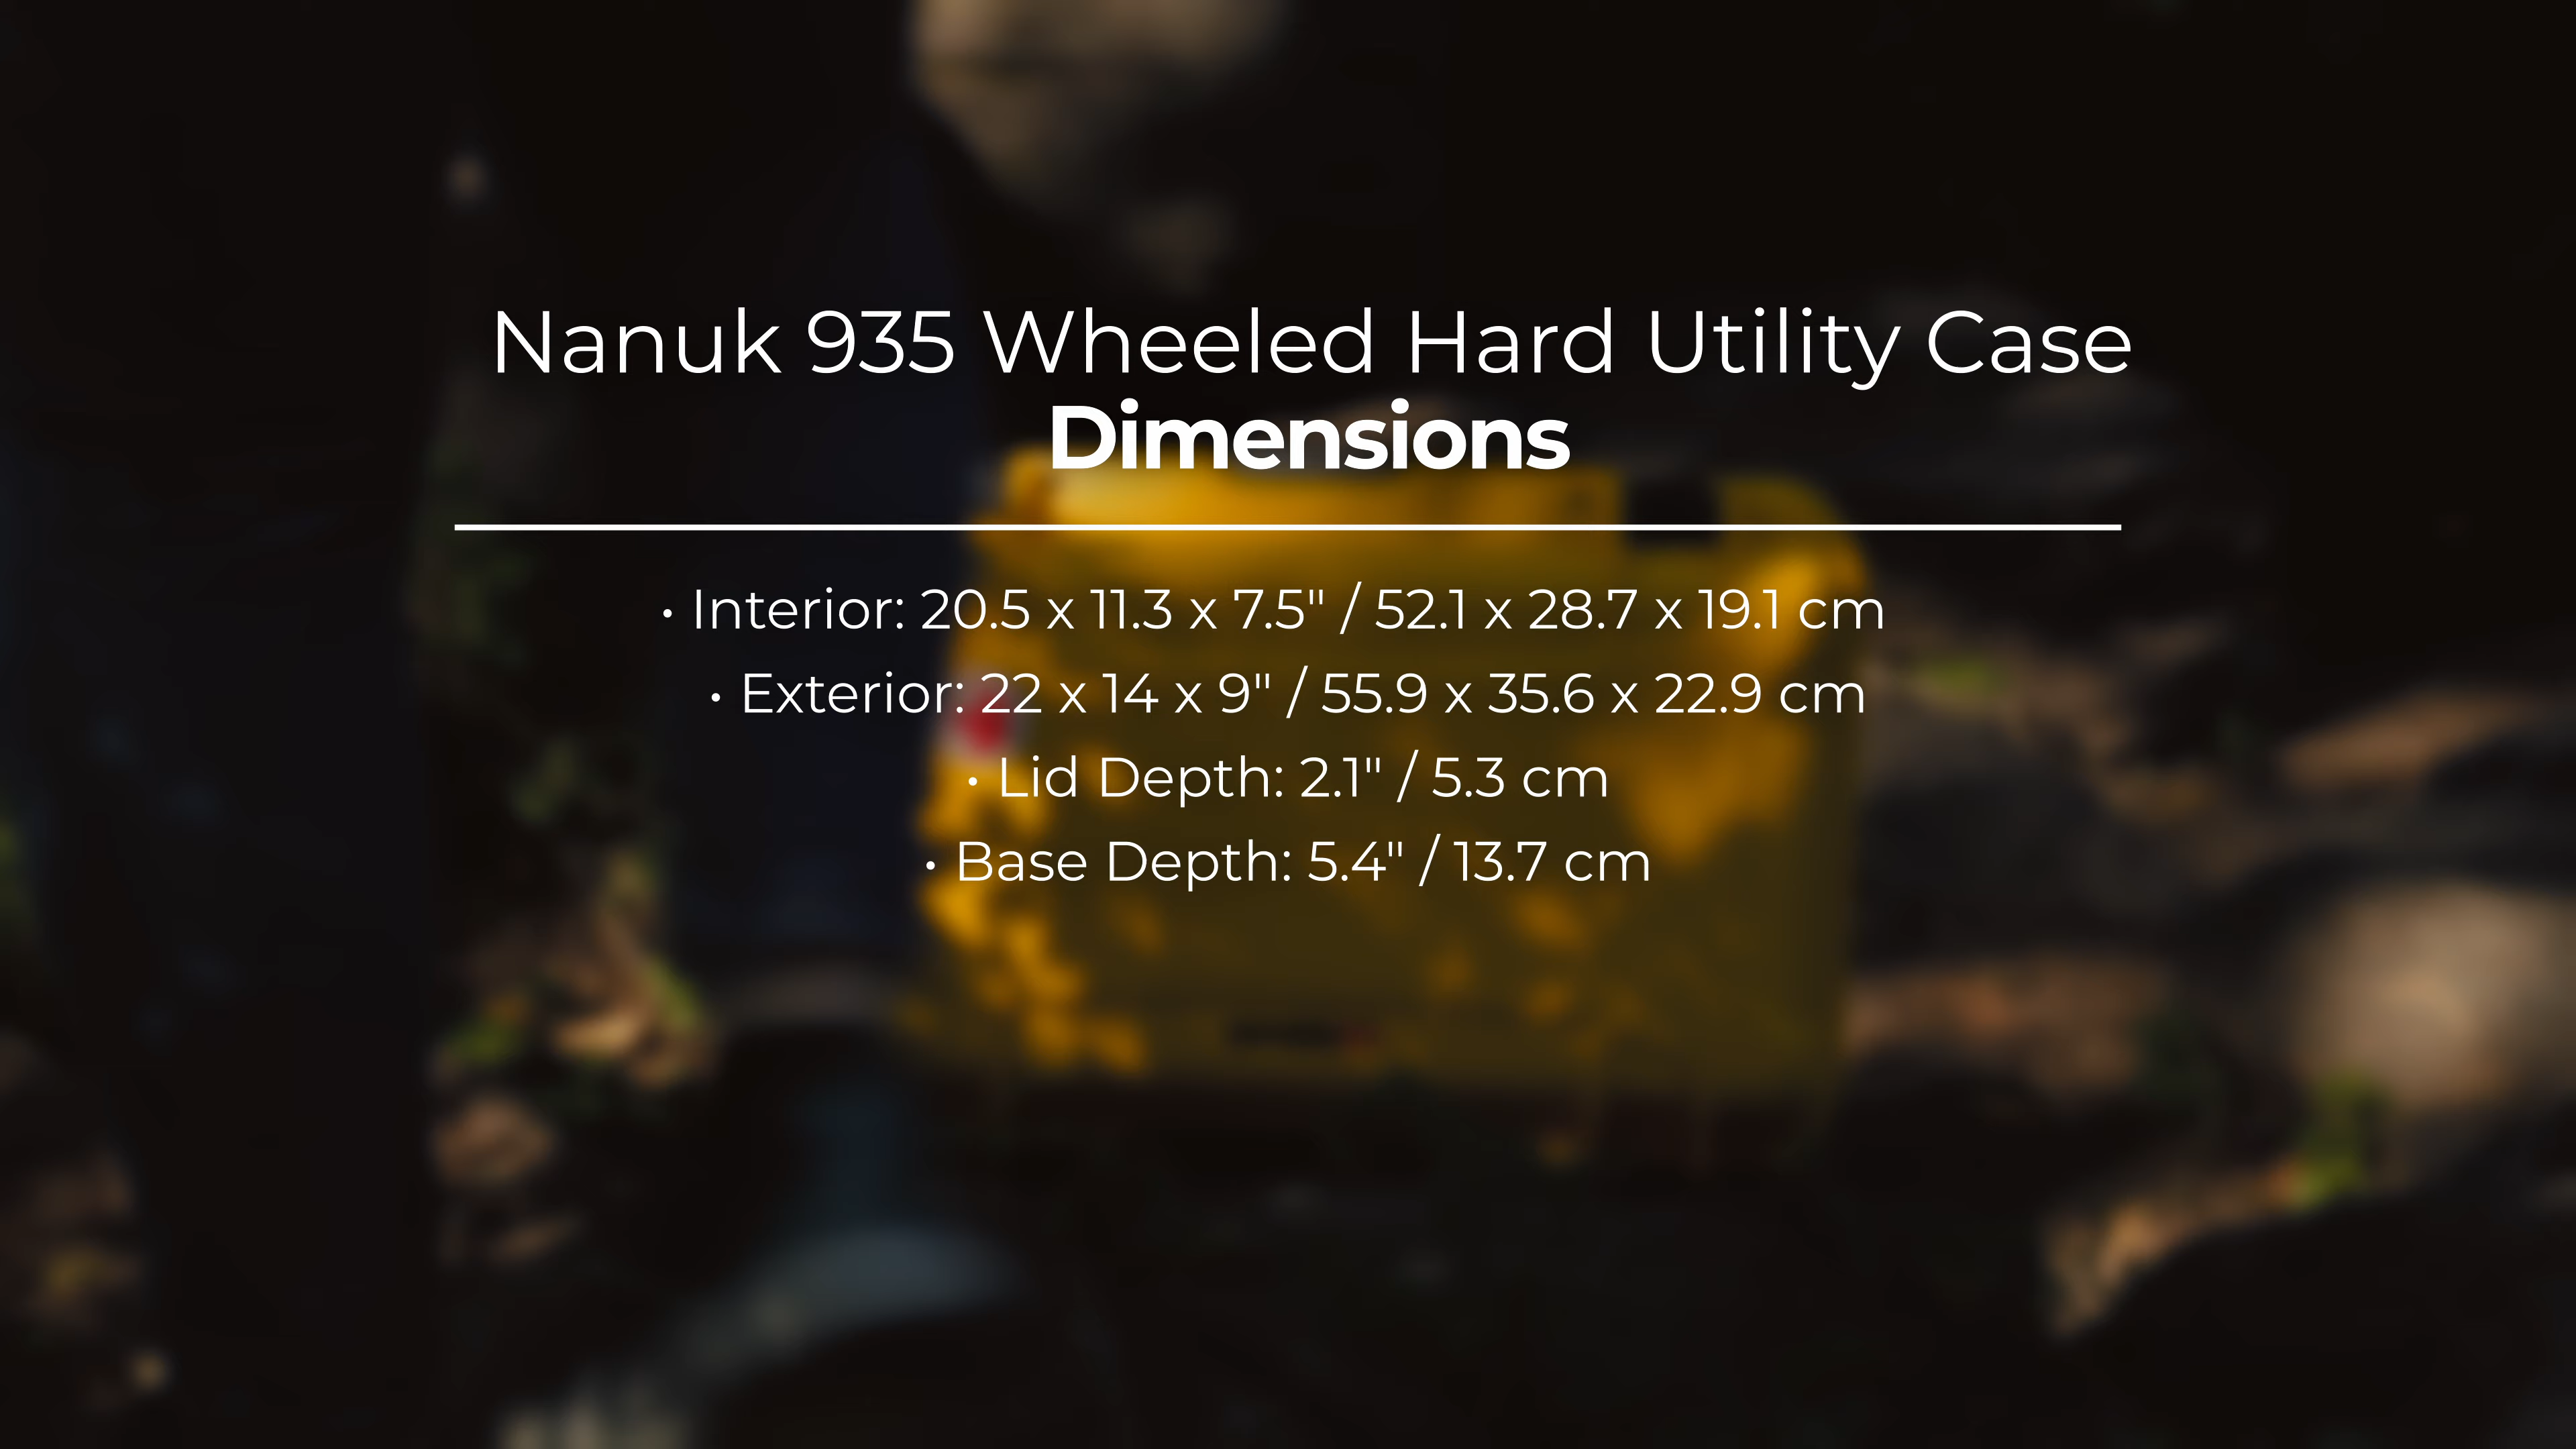 Nanuk 935 Wheeled Hard Utility Case
Dimensions
• Interior: 20.5 x 11.3 x 7.5" / 52.1 x 28.7 x 19.1 cm
• Exterior: 22 x 14 x 9" / 55.9 x 35.6 x 22.9 cm
• Lid Depth: 2.1" / 5.3 cm
• Base Depth: 5.4" / 13.7 cm